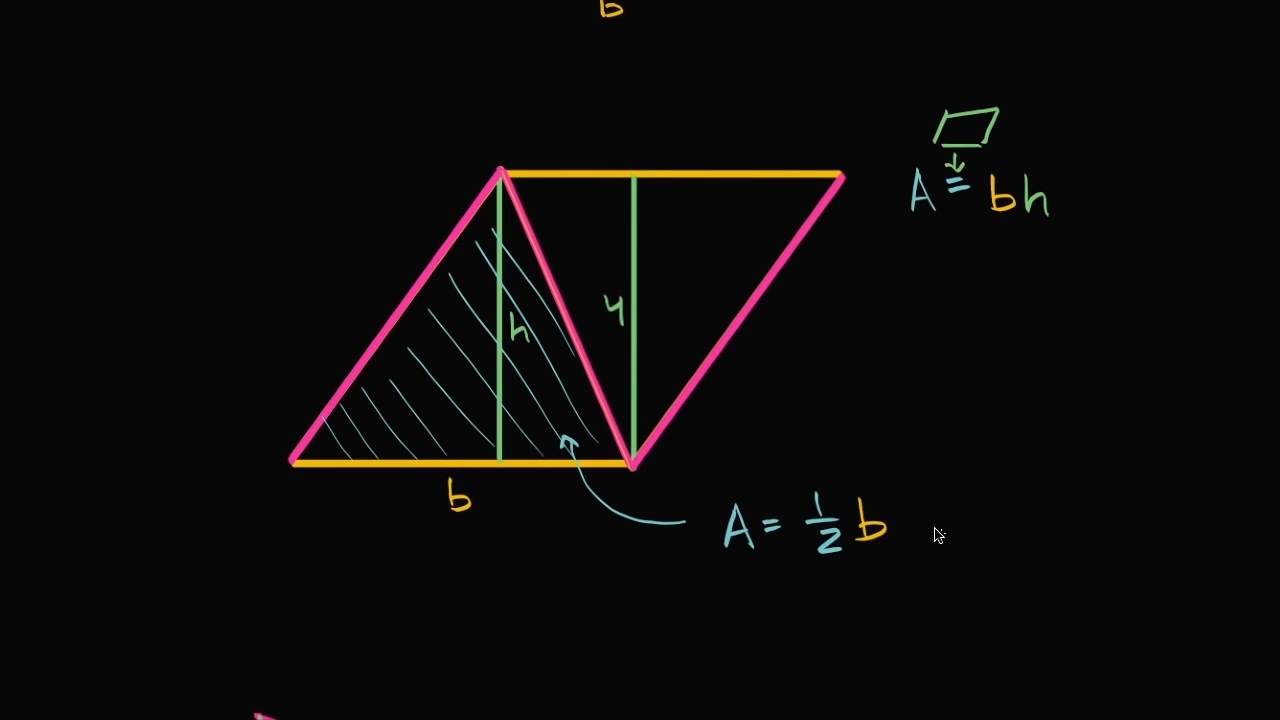 b
A = bh
h
b
A = 1/2 b